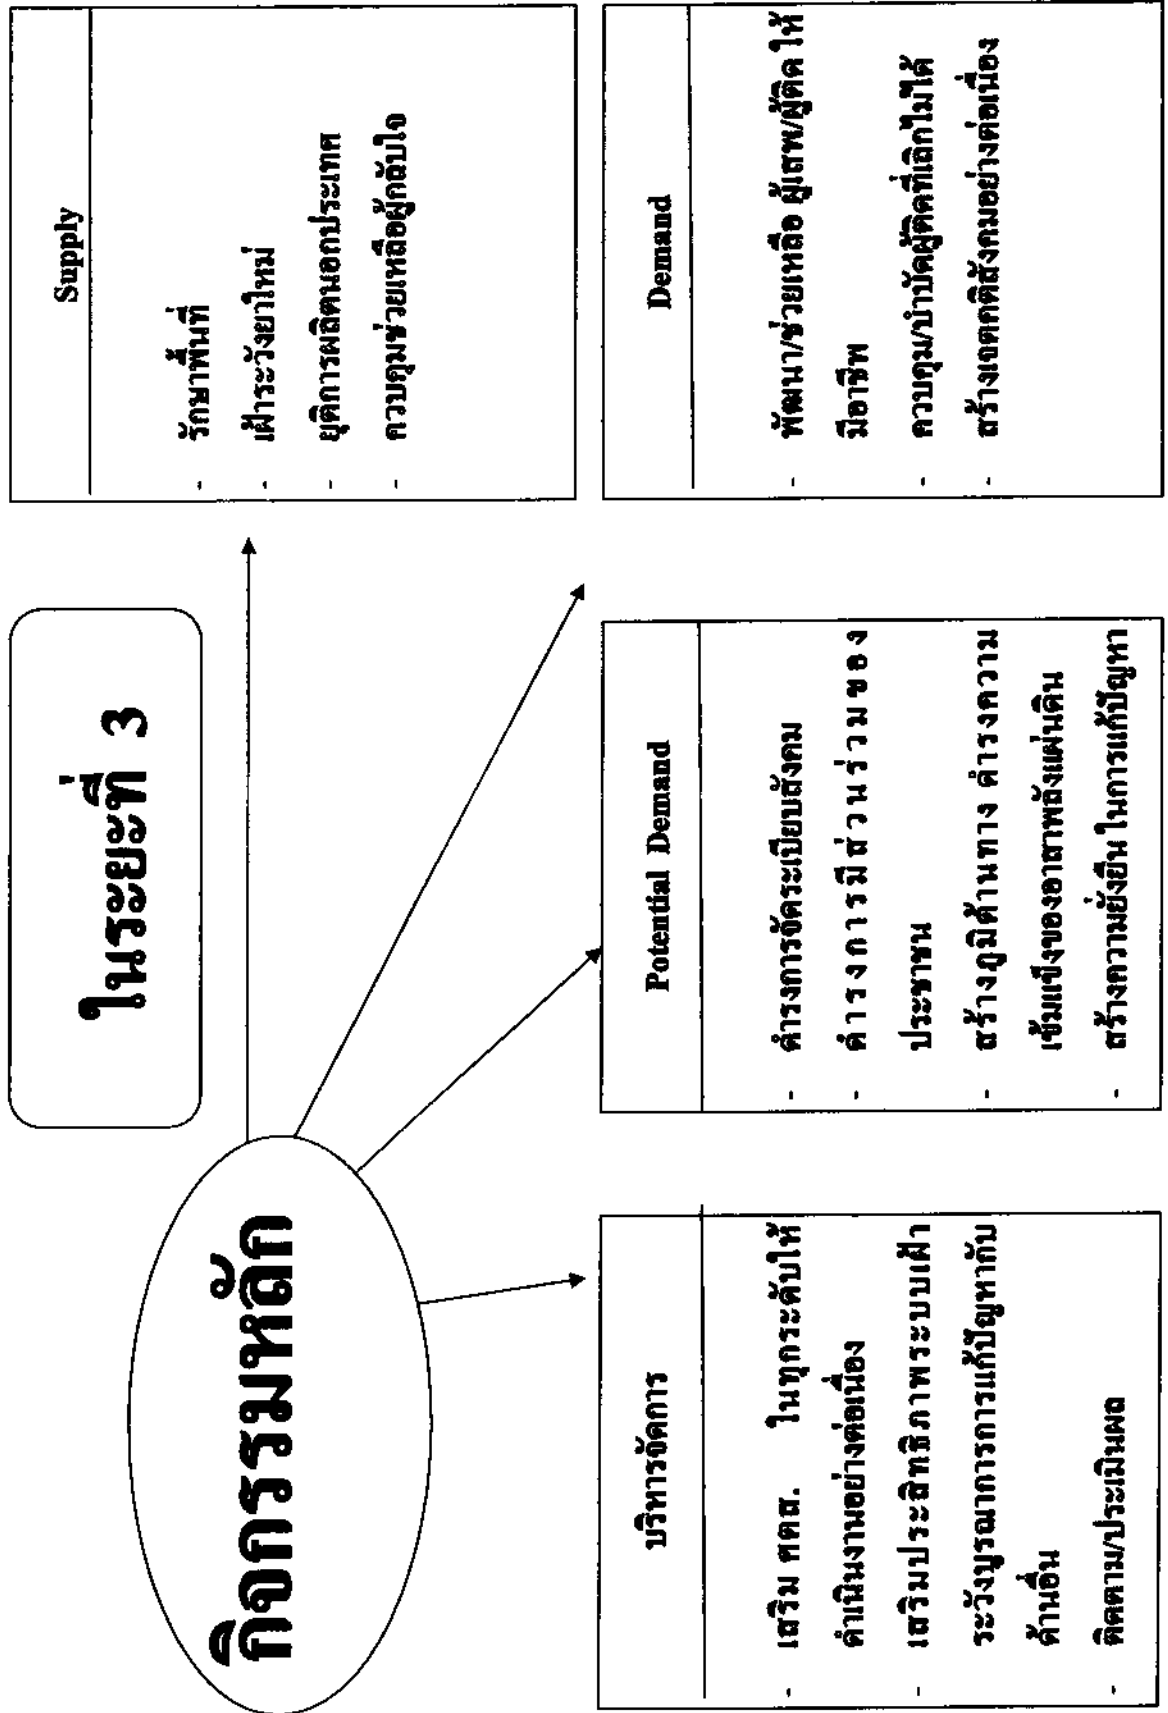 กิจกรรมหลัก
ในระยะที่ 3
Supply
- รักษาพื้นที่
- เฝ้าระวังยาใหม่
- ยุติการผลิตนอกประเทศ
- ควบคุมช่วยเหลือผู้กลับใจ
บริหารจัดการ
- เสริม ศตส. ในทุกระดับให้
ดำเนินงานอย่างต่อเนื่อง
- เสริมประสิทธิภาพระบบเฝ้า
ระวังบูรณาการการแก้ปัญหากับ
ด้านอื่น
- ติดตาม/ประเมินผล
Potential Demand
- ดำรงการจัดระเบียบสังคม
- ดำรงการมีส่วนร่วมของ
ประชาชน
- สร้างภูมิต้านทาง ดำรงความ
เข้มแข็งของอาสาพลังแผ่นดิน
- สร้างความยั่งยืน ในการแก้ปัญหา
Demand
- พัฒนา/ช่วยเหลือ ผู้เสพ/ผู้ติด ให้
มีอาชีพ
- ควบคุม/บำบัดผู้ติดที่เลิกไม่ได้
- สร้างเจตคติสังคมอย่างต่อเนื่อง